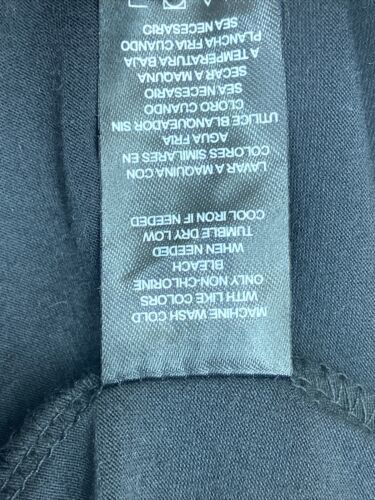 MACHINE WASH COLD
WITH LIKE COLORS
ONLY NON-CHLORINE
BLEACH
WHEN NEEDED
TUMBLE DRY LOW
COOL IRON IF NEEDED
LAVAR A MAQUINA CON
COLORES SIMILARES EN
AGUA FRIA
UTILICE BLANQUEADOR SIN
CLORO CUANDO
SEA NECESARIO
SECAR A MAQUINA
A TEMPERATURA BAJA
PLANCHA FRIA CUANDO
SEA NECESARIO